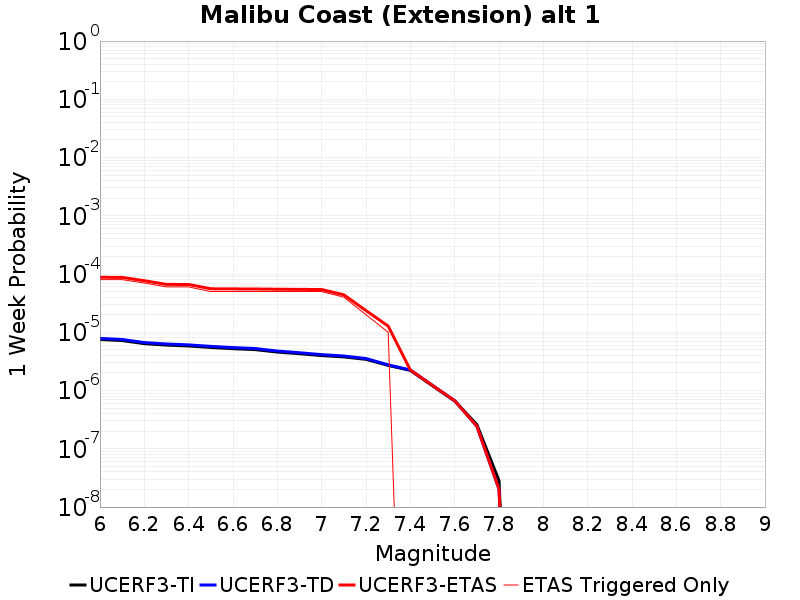 Malibu Coast (Extension) alt 1
1 Week Probability
10^0
10^-1
10^-2
10^-3
10^-4
10^-5
10^-6
10^-7
10^-8
6 6.2 6.4 6.6 6.8 7 7.2 7.4 7.6 7.8 8 8.2 8.4 8.6 8.8 9
Magnitude
UCERF3-TI UCERF3-TD UCERF3-ETAS ETAS Triggered Only